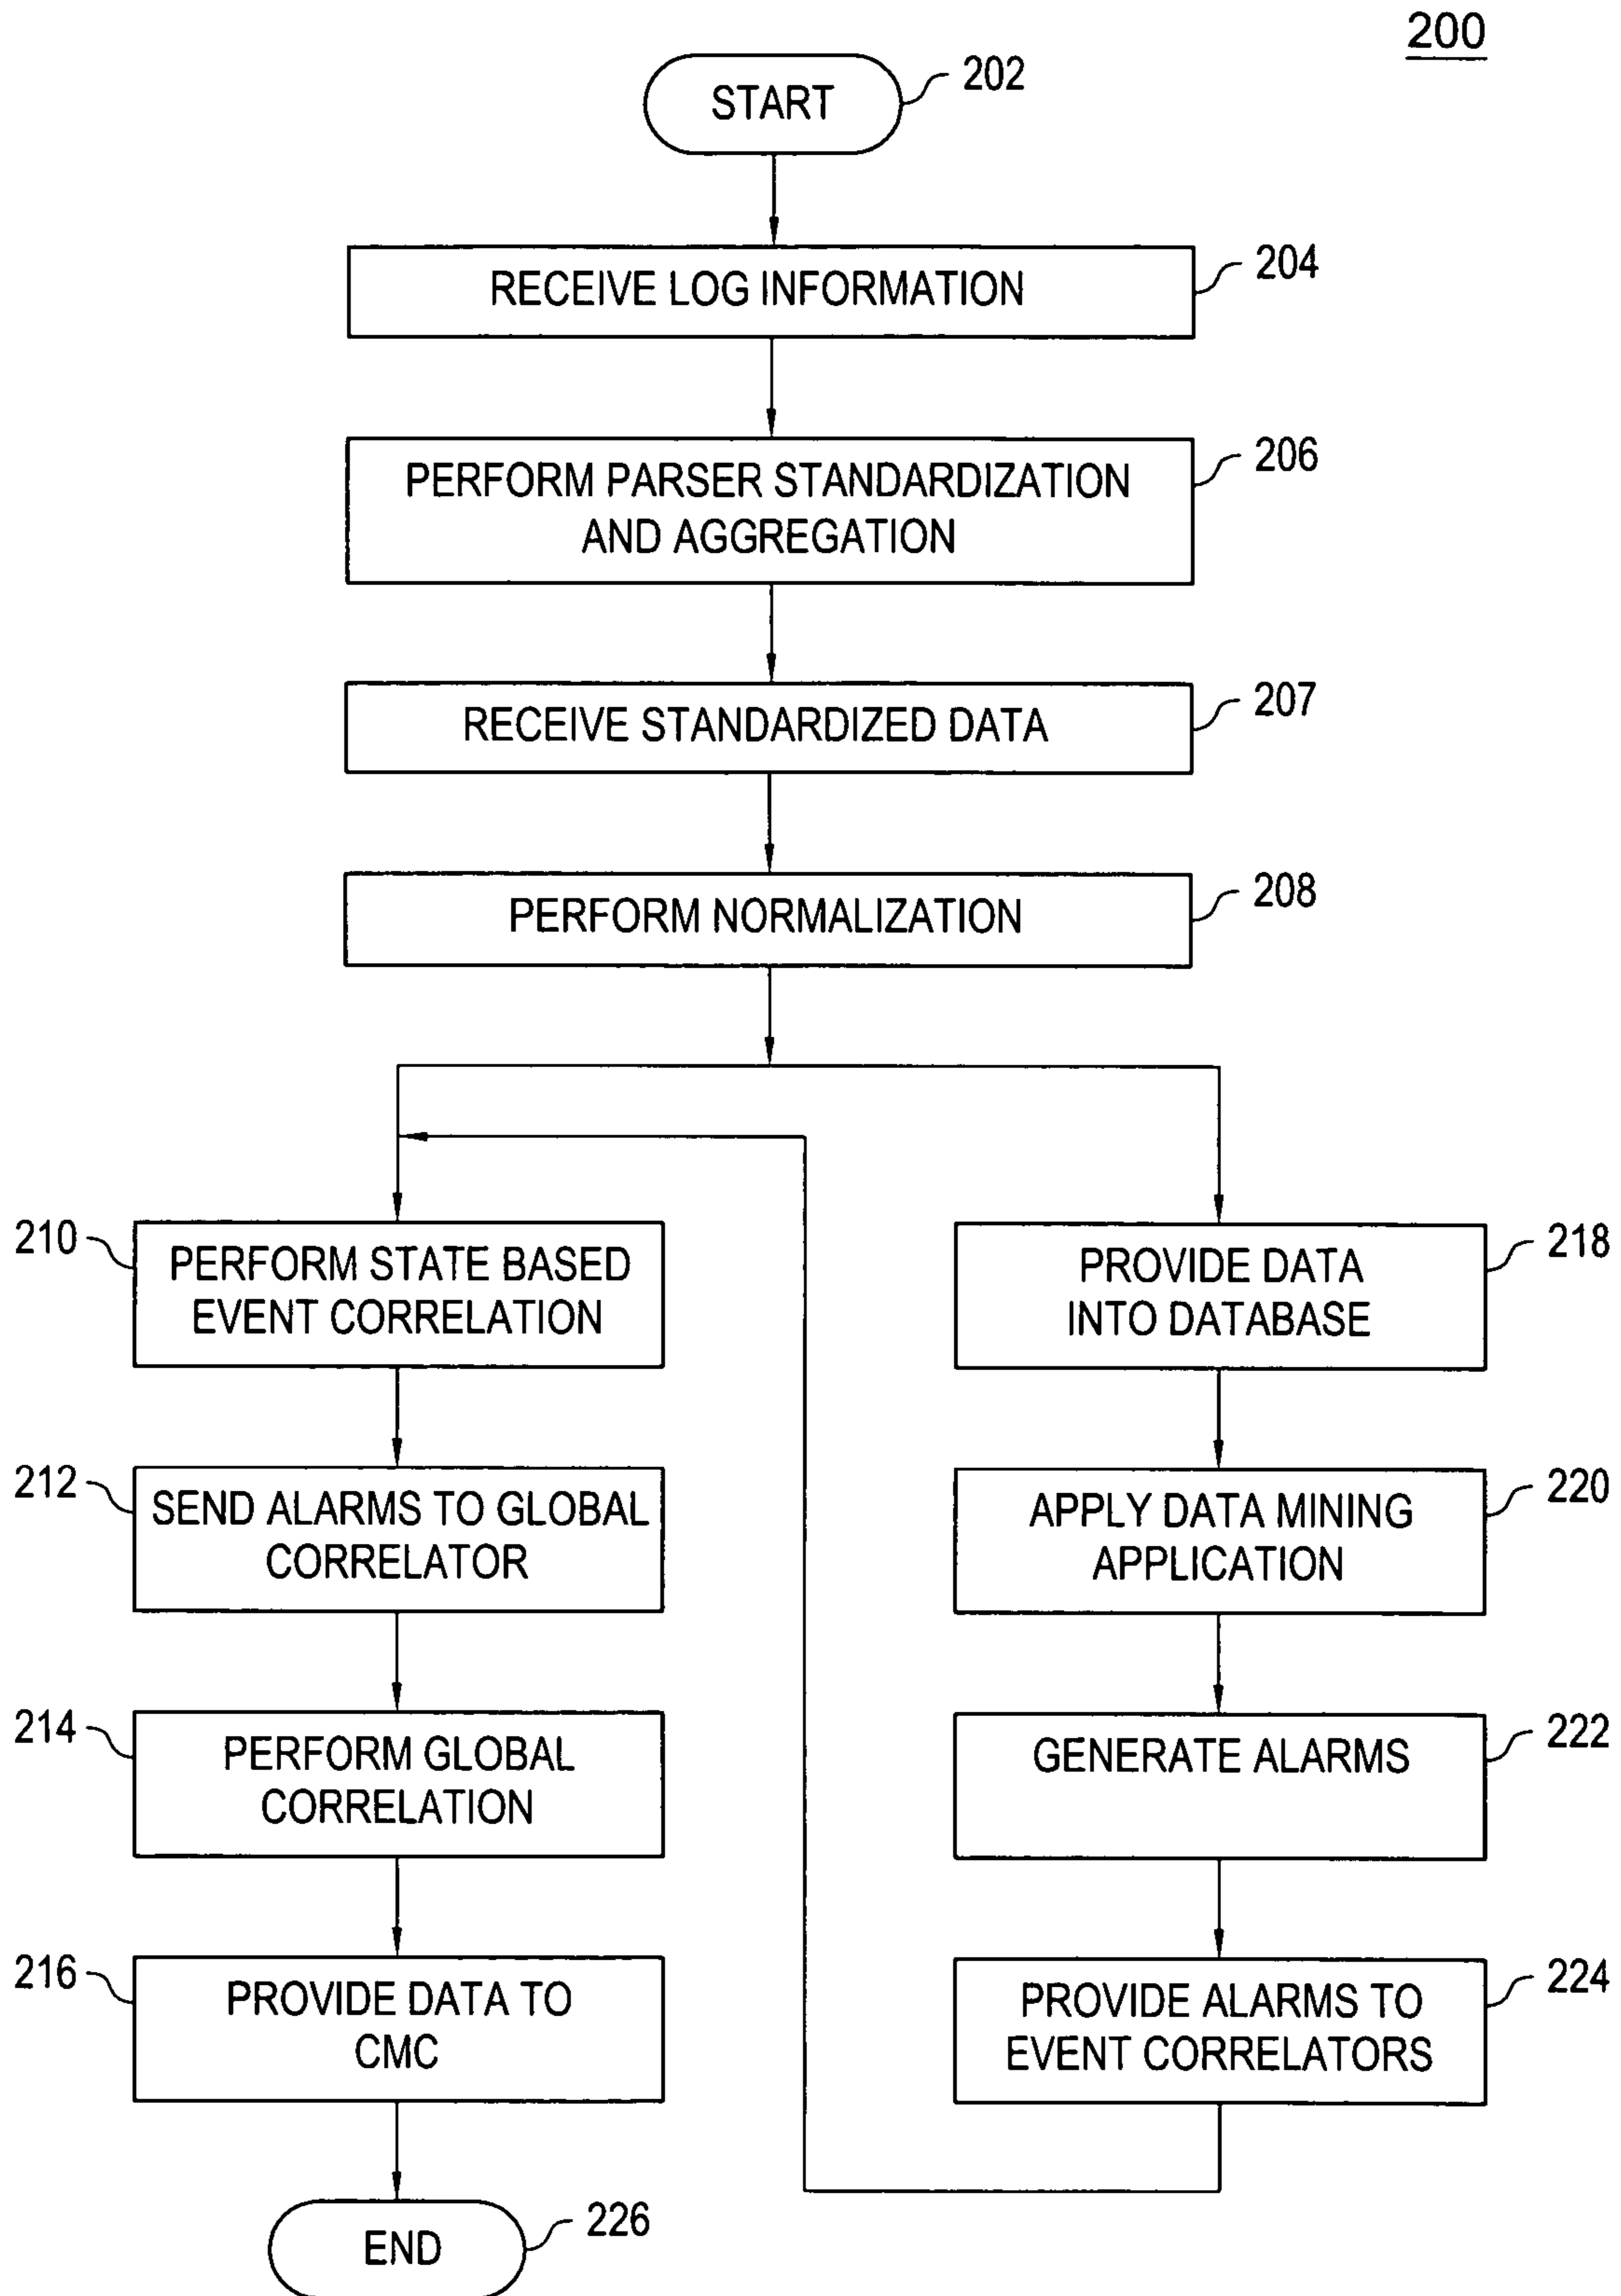 200
START
202
RECEIVE LOG INFORMATION
204
PERFORM PARSER STANDARDIZATION
AND AGGREGATION
206
RECEIVE STANDARDIZED DATA
207
PERFORM NORMALIZATION
208
210
PERFORM STATE BASED
EVENT CORRELATION
212
SEND ALARMS TO GLOBAL
CORRELATOR
214
PERFORM GLOBAL
CORRELATION
216
PROVIDE DATA TO
CMC
END
226
PROVIDE DATA
INTO DATABASE
218
APPLY DATA MINING
APPLICATION
220
GENERATE ALARMS
222
PROVIDE ALARMS TO
EVENT CORRELATORS
224